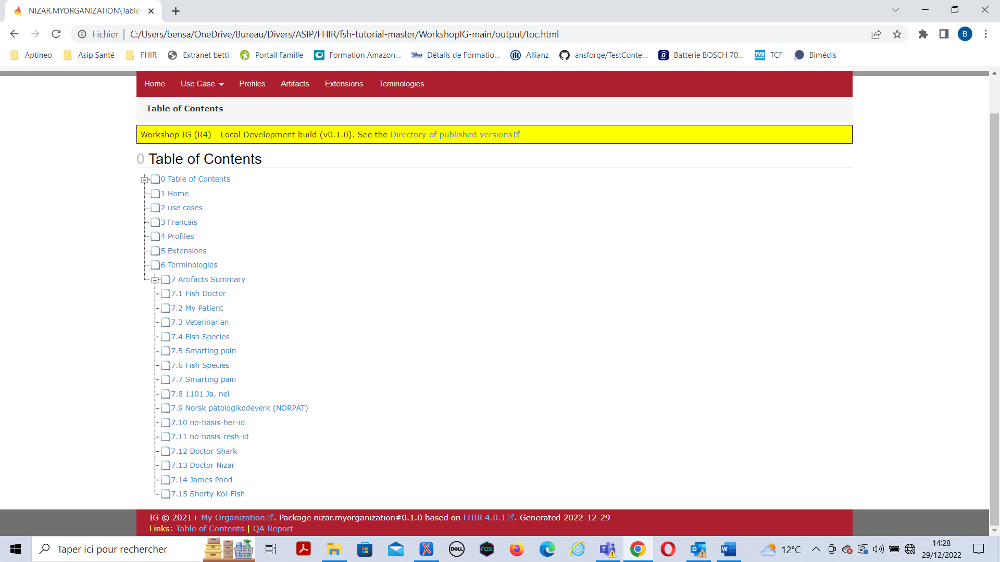 NIZAR.MYORGANIZATION\Table
Fichier | C:/Users/bensa/OneDrive/Bureau/Divers/ASIP/FHIR/fsh-tutorial-master/WorkshopIG-main/output/toc.html
B
Aptineo Asip Santé FHIR Extranet betti Portail Famille Formation Amazon... Détails de Formatio... Allianz ansforge/TestConte... Batterie BOSCH 70... TCF Bimédis
Home Use Case Profiles Artifacts Extensions Teminologies
Table of Contents
Workshop IG (R4) - Local Development build (v0.1.0). See the Directory of published versions
0 Table of Contents
0 Table of Contents
1 Home
2 use cases
3 Français
4 Profiles
5 Extensions
6 Terminologies
7 Artifacts Summary
7.1 Fish Doctor
7.2 My Patient
7.3 Veterinarian
7.4 Fish Species
7.5 Smarting pain
7.6 Fish Species
7.7 Smarting pain
7.8 1101 Ja, nei
7.9 Norsk patologikodeverk (NORPAT)
7.10 no-basis-her-id
7.11 no-basis-resh-id
7.12 Doctor Shark
7.13 Doctor Nizar
7.14 James Pond
7.15 Shorty Koi-Fish
IG © 2021+ My Organization. Package nizar.myorganization#0.1.0 based on FHIR 4.0.1. Generated 2022-12-29
Links: Table of Contents | QA Report
Taper ici pour rechercher
DELL
nox
12°C
14:28
29/12/2022